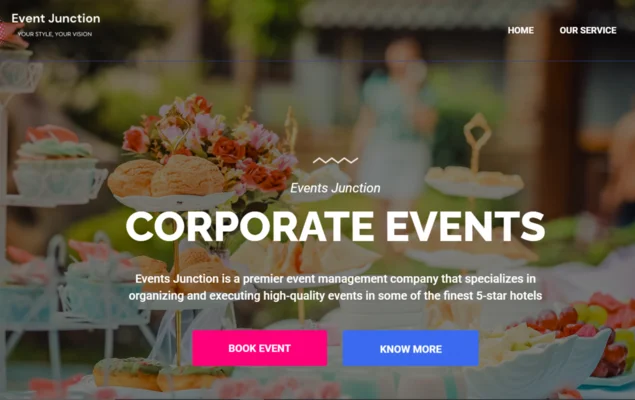 Event Junction
YOUR STYLE, YOUR VISION
HOME
OUR SERVICE
Events Junction
CORPORATE EVENTS
Events Junction is a premier event management company that specializes in
organizing and executing high-quality events in some of the finest 5-star hotels
BOOK EVENT
KNOW MORE